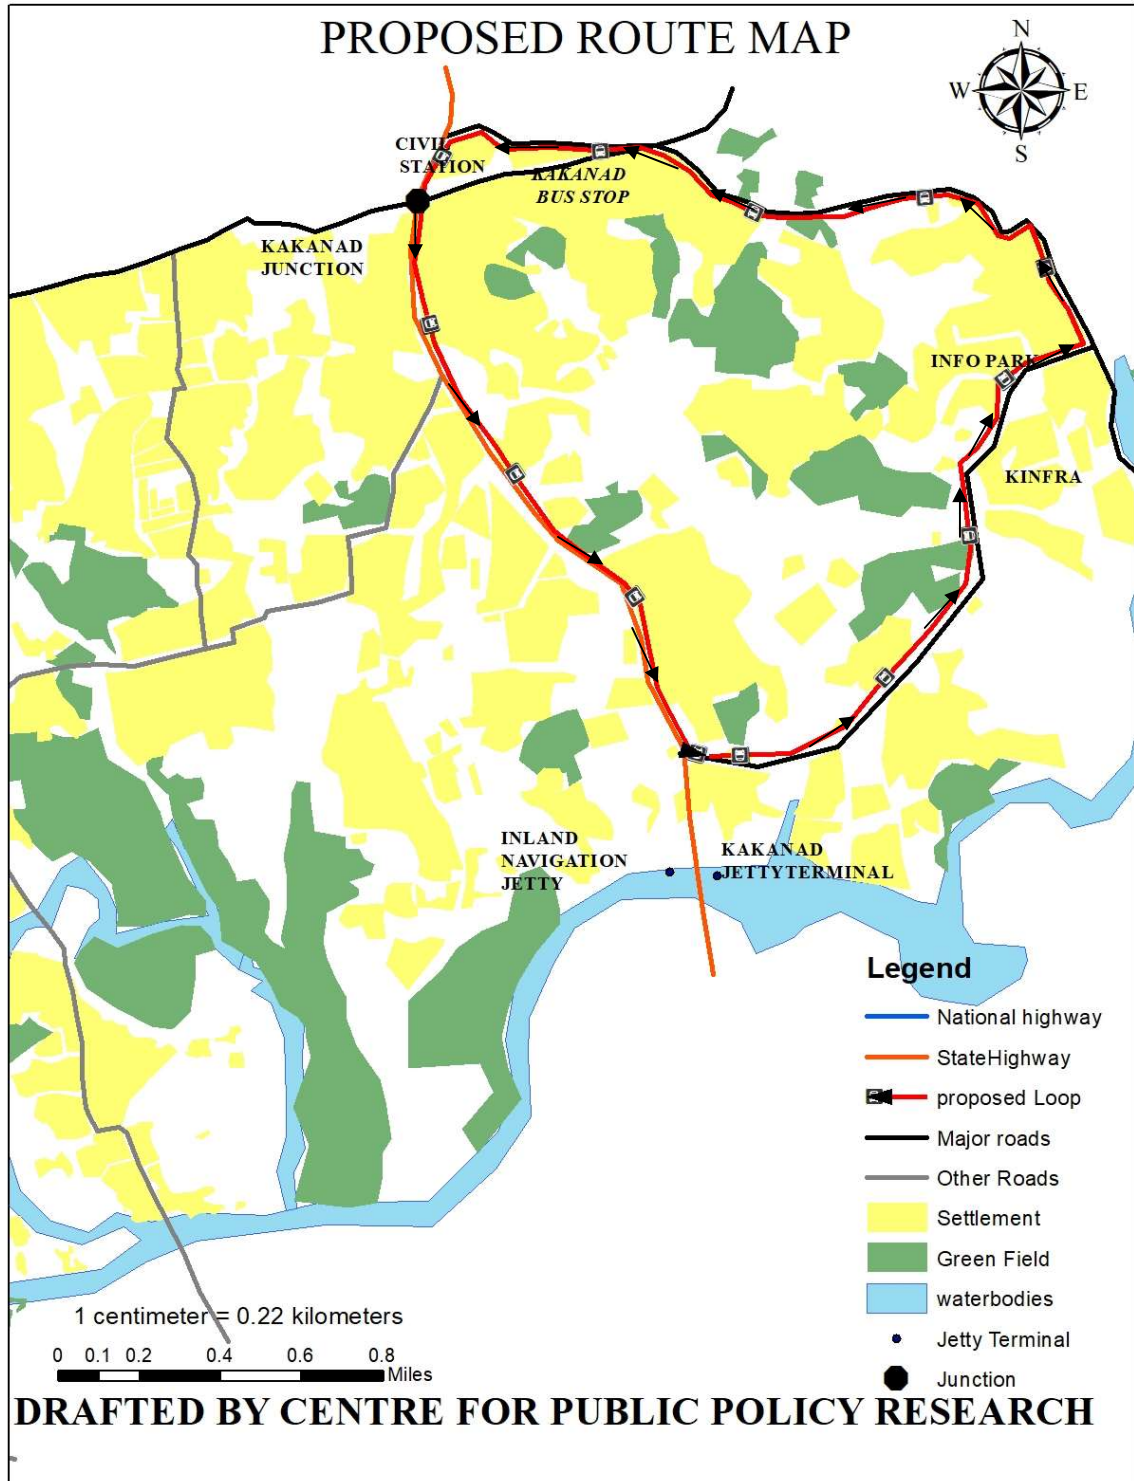 PROPOSED ROUTE MAP
N
W E
S
CIVIL
STATION
KAKANAD
BUS STOP
KAKANAD
JUNCTION
INFO PARK
KINFRA
INLAND
NAVIGATION
JETTY
KAKANAD
JETTYTERMINAL
Legend
National highway
StateHighway
proposed Loop
Major roads
Other Roads
Settlement
Green Field
waterbodies
Jetty Terminal
Junction
1 centimeter = 0.22 kilometers
0 0.1 0.2 0.4 0.6 0.8
Miles
DRAFTED BY CENTRE FOR PUBLIC POLICY RESEARCH